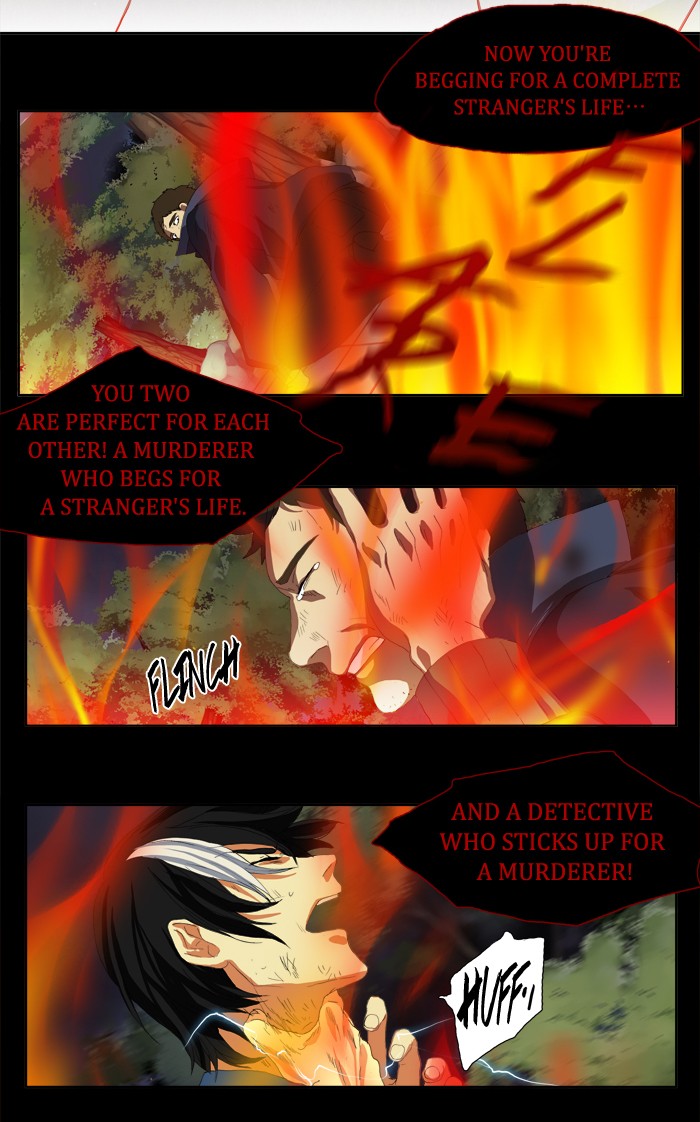 NOW YOU'RE
BEGGING FOR A COMPLETE
STRANGER'S LIFE…
YOU TWO
ARE PERFECT FOR EACH
OTHER! A MURDERER
WHO BEGS FOR
A STRANGER'S LIFE.
FLINCH
AND A DETECTIVE
WHO STICKS UP FOR
A MURDERER!
HUFF..